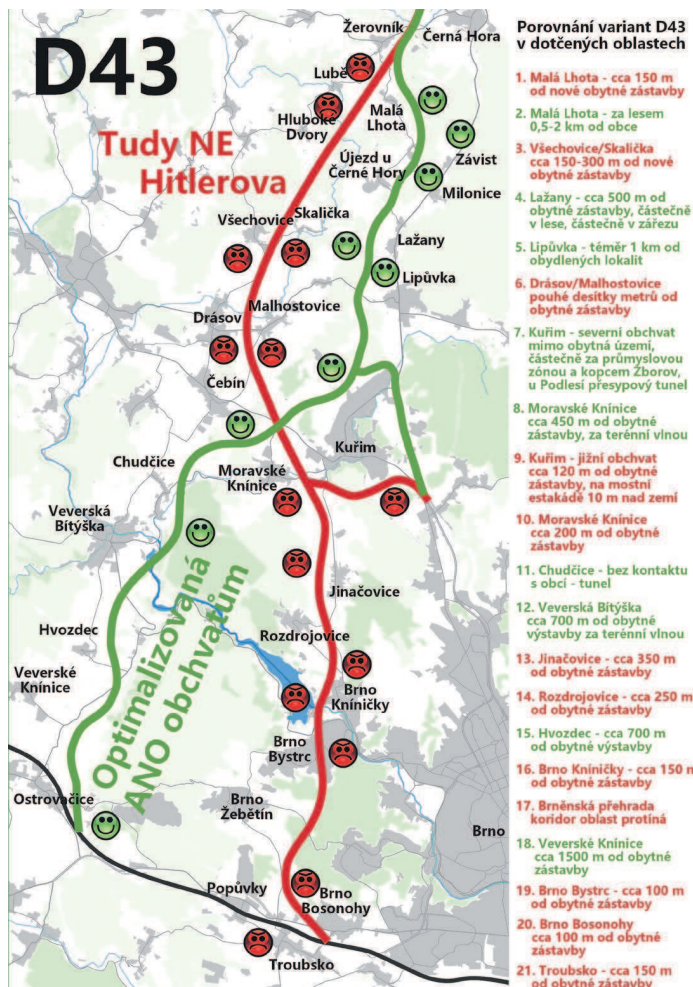 D43
Tudy NE
Hitlerova
Optimalizovaná
ANO obchvatům
Žerovník
Černá Hora
Lubě
Hluboké
Dvory
Malá
Lhota
Závist
Újezd u
Černé Hory
Milonice
Skalička
Všechovice
Lažany
Lipůvka
Malhostovice
Drásov
Čebín
Kuřim
Chudčice
Moravské
Knínice
Veverská
Bítýška
Jinačovice
Hvozdec
Rozdrojovice
Veverské
Knínice
Brno
Kníničky
Brno
Bystrc
Ostrovačice
Brno
Žebětín
Brno
Popůvky
Brno
Bosonohy
Troubsko
Porovnání variant D43
v dotčených oblastech
1. Malá Lhota - cca 150 m
od nové obytné zástavby
2. Malá Lhota - za lesem
0,5-2 km od obce
3. Všechovice/Skalička
cca 150-300 m od nové
obytné zástavby
4. Lažany - cca 500 m od
obytné zástavby, částečně
v lese, částečně v zářezu
5. Lipůvka - téměr 1 km od
obydlených lokalit
6. Drásov/Malhostovice
pouhé desítky metrů od
obytné zástavby
7. Kuřim - severní obchvat
mimo obytná území,
částečně za průmyslovou
zónou a kopcem Zborov,
u Podlesí přesypový tunel
8. Moravské Knínice
cca 450 m od obytné
zástavby, za terénní vlnou
9. Kuřim - jižní obchvat
cca 120 m od obytné
zástavby, na mostní
estakádě 10 m nad zemí
10. Moravské Knínice
cca 200 m od obytné
zástavby
11. Chudčice - bez kontaktu
s obcí - tunel
12. Veverská Bítýška
cca 700 m od obytné
výstavby za terénní vlnou
13. Jinačovice - cca 350 m
od obytné zástavby
14. Rozdrojovice - cca 250 m
od obytné zástavby
15. Hvozdec - cca 700 m
od obytné výstavby
16. Brno Kníničky - cca 150 m
od obytné zástavby
17. Brněnská přehrada
koridor oblast protíná
18. Veverské Knínice
cca 1500 m od obytné
zástavby
19. Brno Bystrc - cca 100 m
od obytné zástavby
20. Brno Bosonohy
cca 100 m od obytné
zástavby
21. Troubsko - cca 150 m
od obytné zástavby